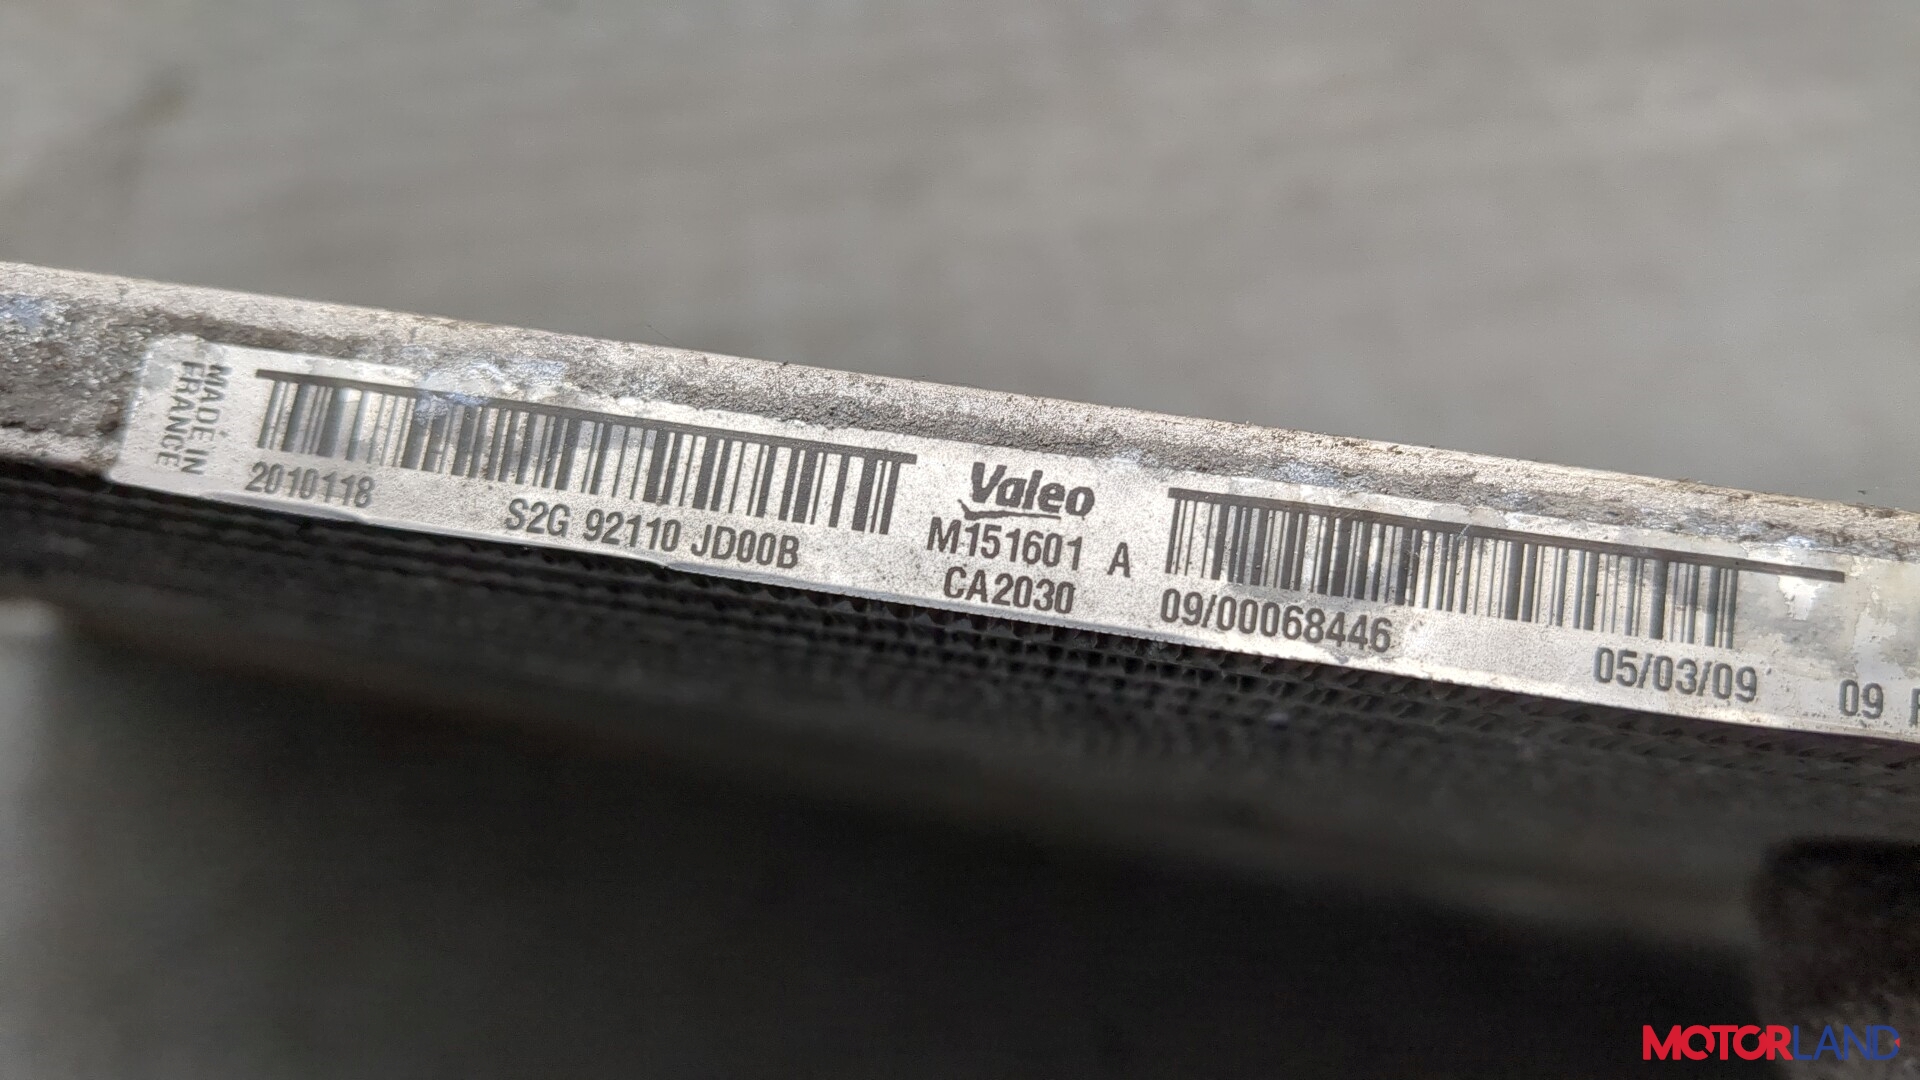 MADE IN
FRANCE
2010118
S2G 92110 JD00B
Valeo
M151601 A
CA2030
09/00068446
05/03/09
09
MOTORLAND